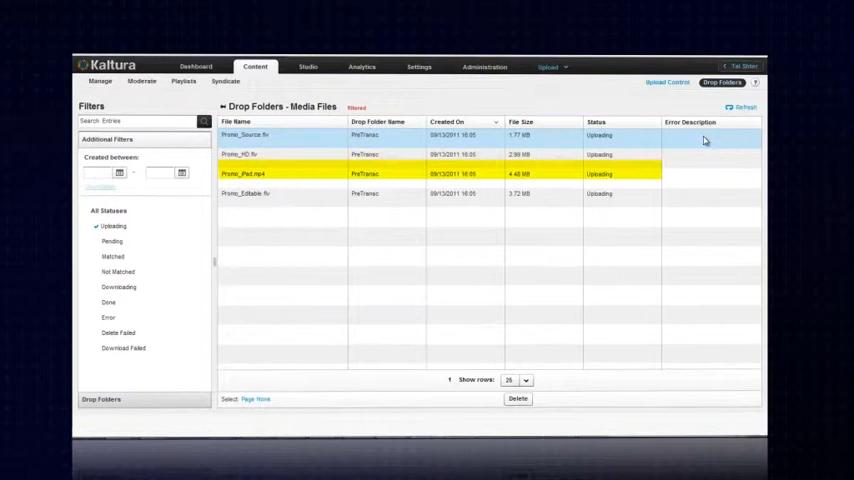 Kaltura Dashboard Content Studio Analytics Settings Administration Upload Tal Shter
Manage Moderate Playlists Syndicate Upload Control Drop Folders ?
Filters Drop Folders - Media Files filtered Refresh
Search Entries File Name Drop Folder Name Created On File Size Status Error Description
Additional Filters Promo_Source.flv PreTransc 09/13/2011 16:05 1.77 MB Uploading
Created between: Promo_HD.flv PreTransc 09/13/2011 16:05 2.99 MB Uploading
- Promo_iPad.mp4 PreTransc 09/13/2011 16:05 4.48 MB Uploading
Promo_Editable.flv PreTransc 09/13/2011 16:05 3.72 MB Uploading
All Statuses
Uploading
Pending
Matched
Not Matched
Downloading
Done
Error
Delete Failed
Download Failed
1 Show rows: 25
Drop Folders Select: Page None Delete